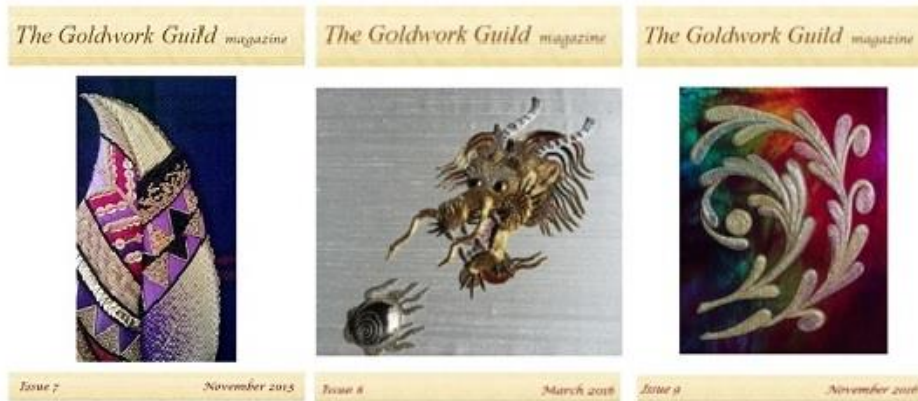 The Goldwork Guild magazine
Issue 7 November 2015
The Goldwork Guild magazine
Issue 8 March 2016
The Goldwork Guild magazine
Issue 9 November 2016